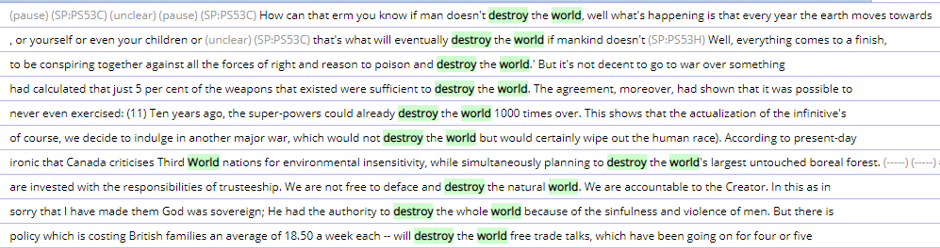 (pause) (SP:PS53C) (unclear) (pause) (SP:PS53C) How can that erm you know if man doesn't destroy the world, well what's happening is that every year the earth moves towards
, or yourself or even your children or (unclear) (SP:PS53C) that's what will eventually destroy the world if mankind doesn't (SP:PS53H) Well, everything comes to a finish,
to be conspiring together against all the forces of right and reason to poison and destroy the world.' But it's not decent to go to war over something
had calculated that just 5 per cent of the weapons that existed were sufficient to destroy the world. The agreement, moreover, had shown that it was possible to
never even exercised: (11) Ten years ago, the super-powers could already destroy the world 1000 times over. This shows that the actualization of the infinitive's
of course, we decide to indulge in another major war, which would not destroy the world but would certainly wipe out the human race). According to present-day
ironic that Canada criticises Third World nations for environmental insensitivity, while simultaneously planning to destroy the world's largest untouched boreal forest. (-----) (-----)
are invested with the responsibilities of trusteeship. We are not free to deface and destroy the natural world. We are accountable to the Creator. In this as in
sorry that I have made them God was sovereign; He had the authority to destroy the whole world because of the sinfulness and violence of men. But there is
policy which is costing British families an average of 18.50 a week each -- will destroy the world free trade talks, which have been going on for four or five